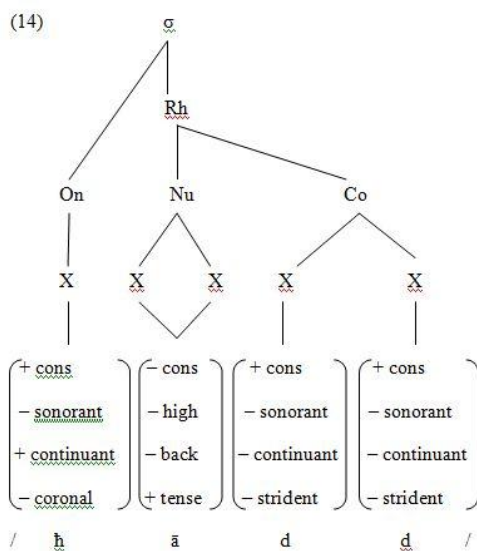 (14) σ
Rh
On Nu Co
X X X X X
+ cons − cons + cons + cons
− sonorant − high − sonorant − sonorant
+ continuant − back − continuant − continuant
− coronal + tense − strident − strident
/ ħ ā d d /